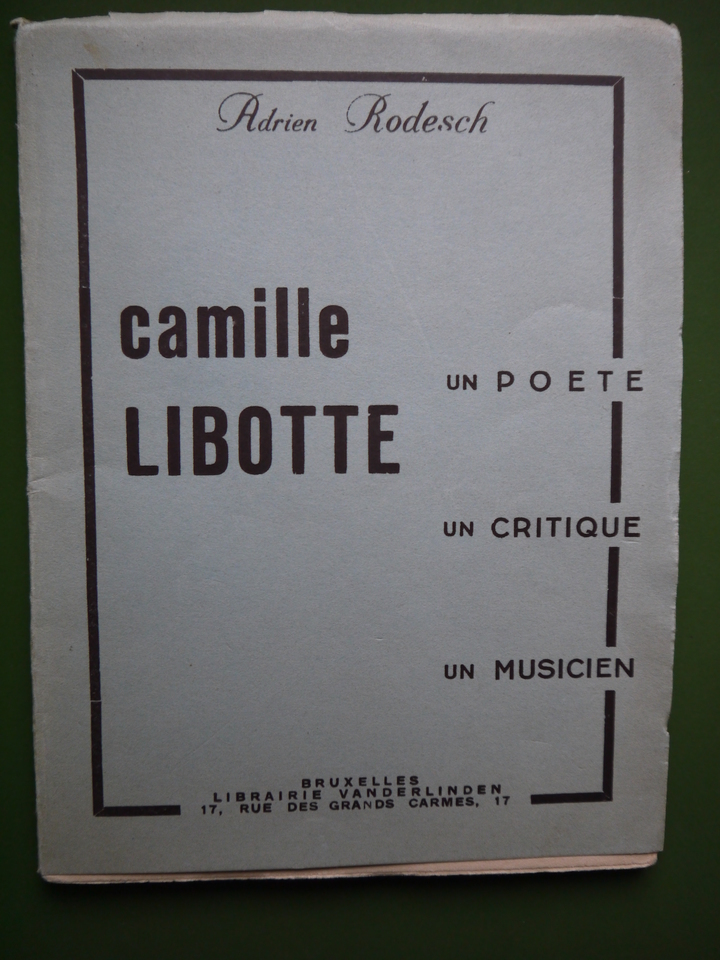 Adrien Rodesch
camille
LIBOTTE
UN POETE
UN CRITIQUE
UN MUSICIEN
BRUXELLES
LIBRAIRIE VANDERLINDEN
17, RUE DES GRANDS CARMES, 17